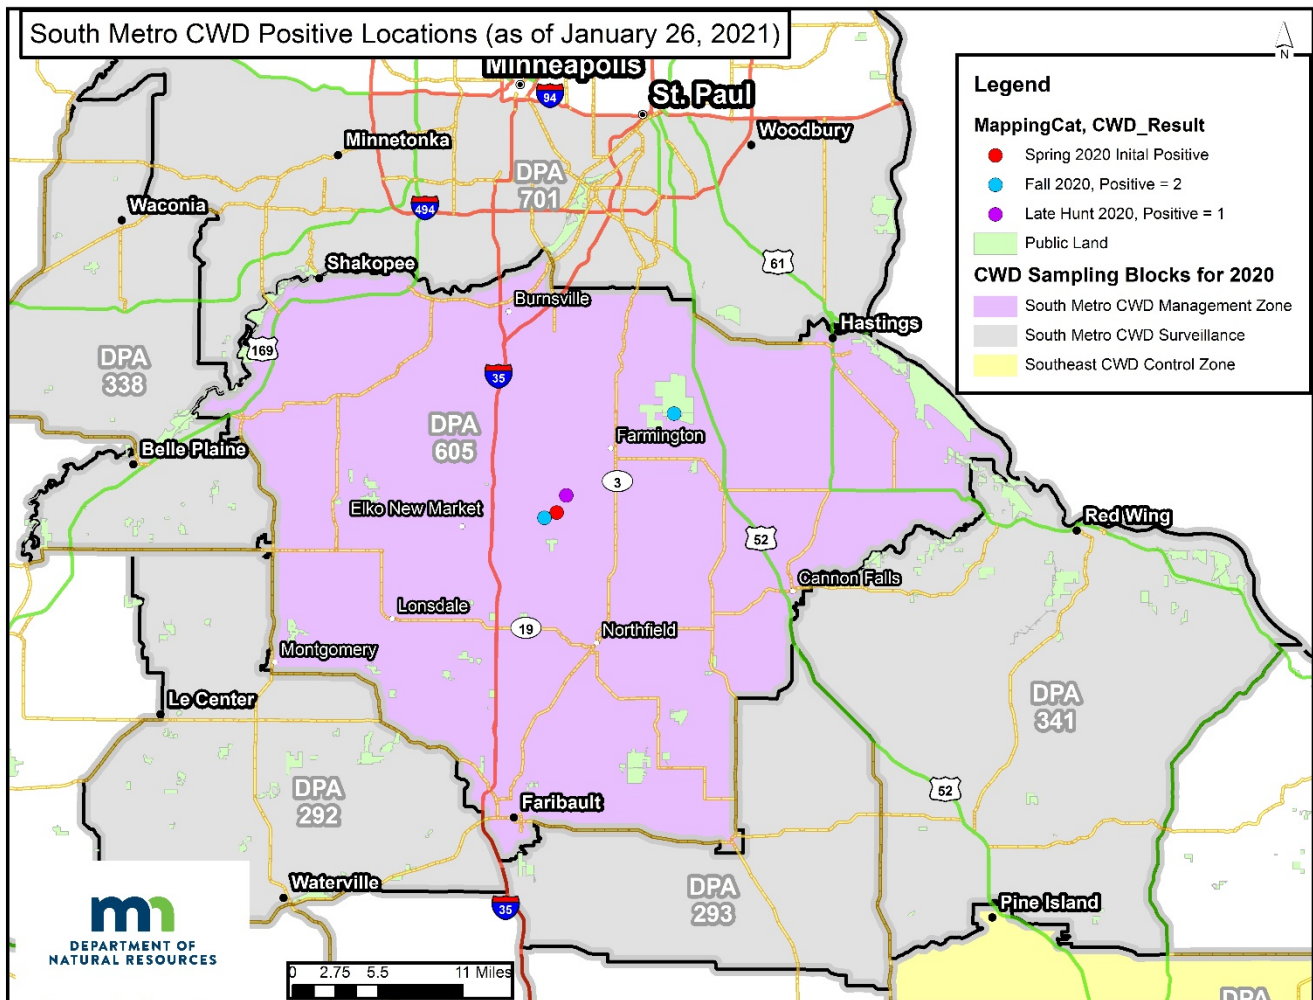 South Metro CWD Positive Locations (as of January 26, 2021)
N
Legend
MappingCat, CWD_Result
Spring 2020 Inital Positive
Fall 2020, Positive = 2
Late Hunt 2020, Positive = 1
Public Land
CWD Sampling Blocks for 2020
South Metro CWD Management Zone
South Metro CWD Surveillance
Southeast CWD Control Zone
Minneapolis
94
St. Paul
Woodbury
Minnetonka
DPA
701
Waconia
494
Shakopee
61
Burnsville
Hastings
169
DPA
338
35
DPA
605
Farmington
Belle Plaine
3
Elko New Market
Red Wing
52
Cannon Falls
Lonsdale
19
Northfield
Montgomery
Le Center
DPA
341
DPA
292
52
Faribault
Waterville
DPA
293
35
Pine Island
DEPARTMENT OF
NATURAL RESOURCES
0 2.75 5.5 11 Miles
DPA